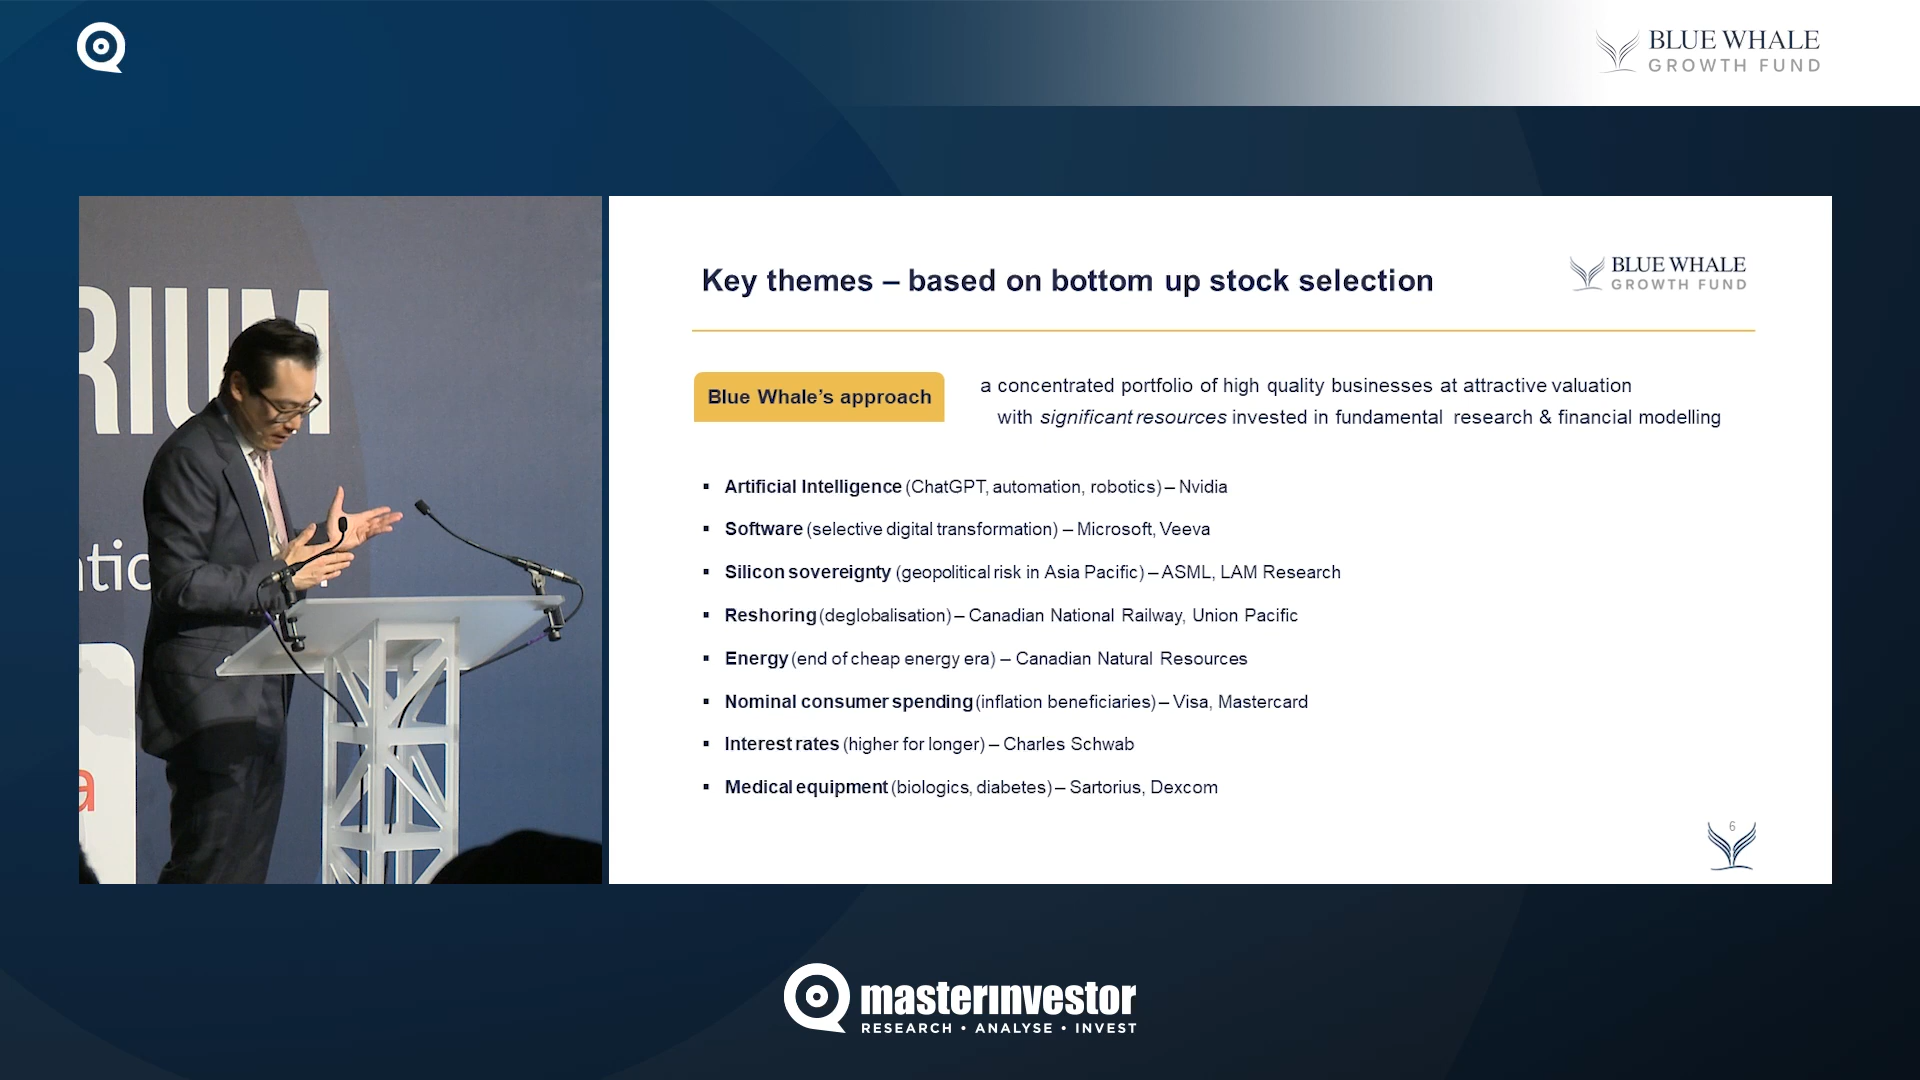 BLUE WHALE
GROWTH FUND
RIUM
Key themes – based on bottom up stock selection
BLUE WHALE
GROWTH FUND
Blue Whale’s approach
a concentrated portfolio of high quality businesses at attractive valuation
with significant resources invested in fundamental research & financial modelling
▪ Artificial Intelligence (ChatGPT, automation, robotics) – Nvidia
▪ Software (selective digital transformation) – Microsoft, Veeva
▪ Silicon sovereignty (geopolitical risk in Asia Pacific) – ASML, LAM Research
▪ Reshoring (deglobalisation) – Canadian National Railway, Union Pacific
▪ Energy (end of cheap energy era) – Canadian Natural Resources
▪ Nominal consumer spending (inflation beneficiaries) – Visa, Mastercard
▪ Interest rates (higher for longer) – Charles Schwab
▪ Medical equipment (biologics, diabetes) – Sartorius, Dexcom
6
masterinvestor
RESEARCH • ANALYSE • INVEST